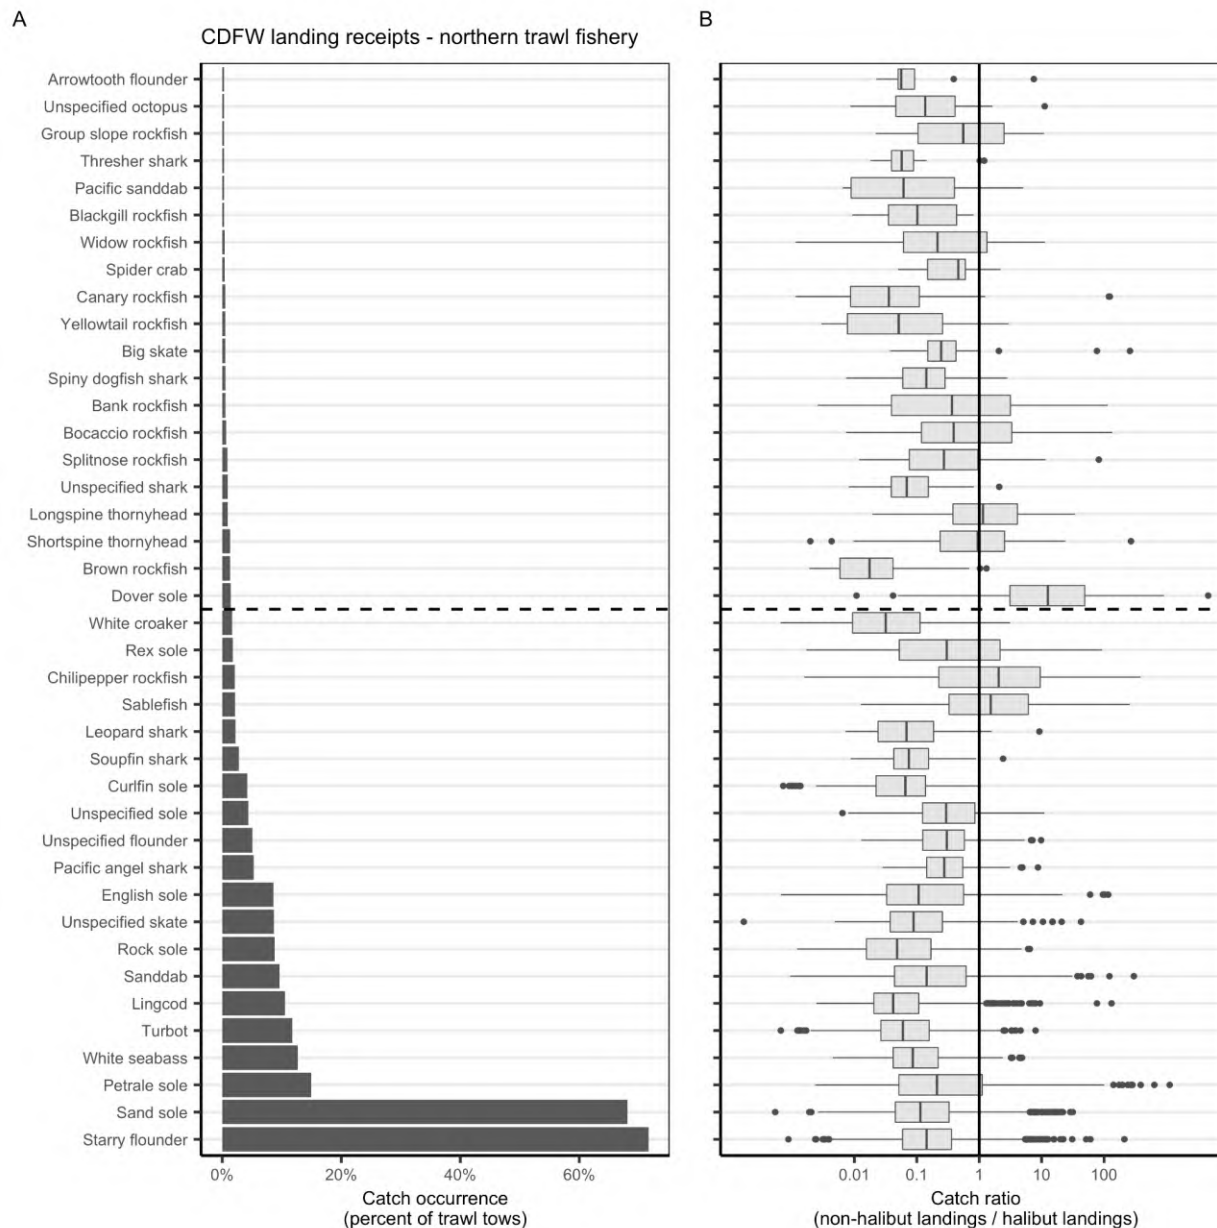 A
B
CDFW landing receipts - northern trawl fishery
Arrowtooth flounder
Unspecified octopus
Group slope rockfish
Thresher shark
Pacific sanddab
Blackgill rockfish
Widow rockfish
Spider crab
Canary rockfish
Yellowtail rockfish
Big skate
Spiny dogfish shark
Bank rockfish
Bocaccio rockfish
Splitnose rockfish
Unspecified shark
Longspine thornyhead
Shortspine thornyhead
Brown rockfish
Dover sole
White croaker
Rex sole
Chilipepper rockfish
Sablefish
Leopard shark
Soupfin shark
Curlfin sole
Unspecified sole
Unspecified flounder
Pacific angel shark
English sole
Unspecified skate
Rock sole
Sanddab
Lingcod
Turbot
White seabass
Petrale sole
Sand sole
Starry flounder
0% 20% 40% 60%
Catch occurrence
(percent of trawl tows)
0.01 0.1 1 10 100
Catch ratio
(non-halibut landings / halibut landings)